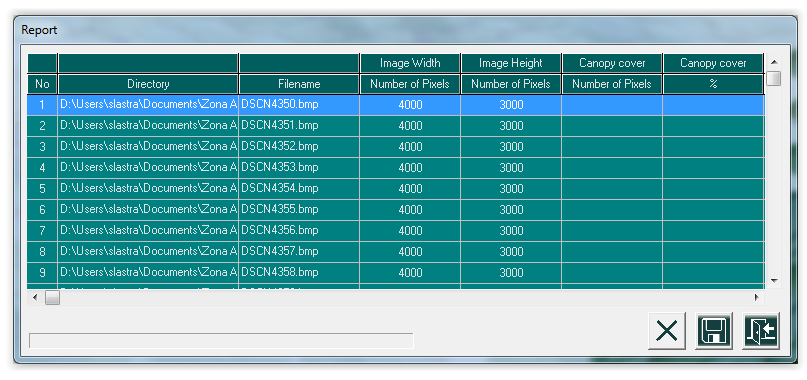 Report
Image Width Image Height Canopy cover Canopy cover
No Directory Filename Number of Pixels Number of Pixels Number of Pixels %
1 D:\Users\slastra\Documents\Zona A DSCN4350.bmp 4000 3000
2 D:\Users\slastra\Documents\Zona A DSCN4351.bmp 4000 3000
3 D:\Users\slastra\Documents\Zona A DSCN4352.bmp 4000 3000
4 D:\Users\slastra\Documents\Zona A DSCN4353.bmp 4000 3000
5 D:\Users\slastra\Documents\Zona A DSCN4354.bmp 4000 3000
6 D:\Users\slastra\Documents\Zona A DSCN4355.bmp 4000 3000
7 D:\Users\slastra\Documents\Zona A DSCN4356.bmp 4000 3000
8 D:\Users\slastra\Documents\Zona A DSCN4357.bmp 4000 3000
9 D:\Users\slastra\Documents\Zona A DSCN4358.bmp 4000 3000